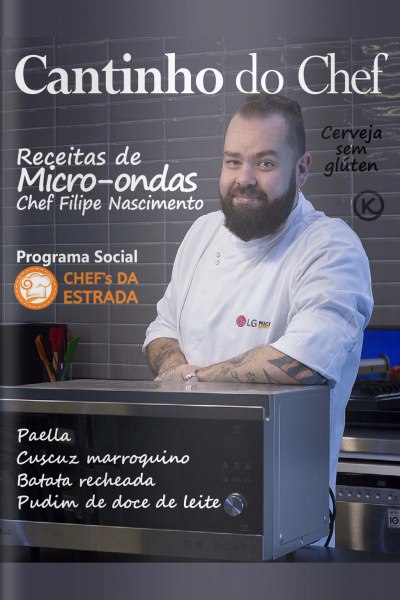 Cantinho do Chef
Receitas de
Micro-ondas
Chef Filipe Nascimento
Cerveja
sem
glúten
K
Programa Social
CHEF's DA
ESTRADA
LG
Paella
Cuscuz marroquino
Batata recheada
Pudim de doce de leite
LG